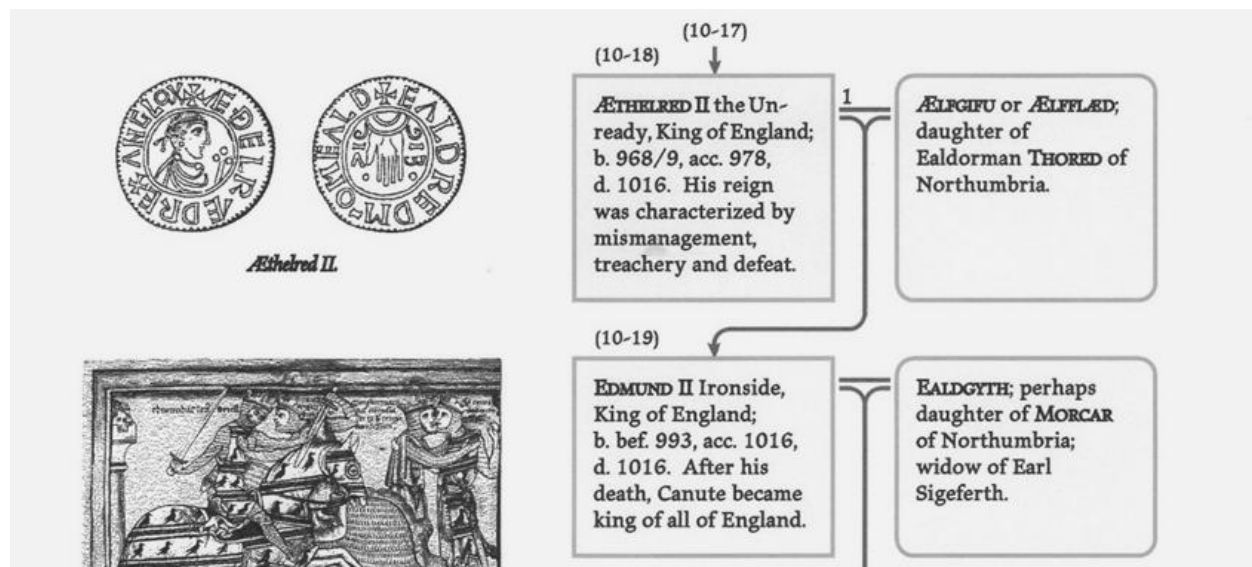 (10-17)
(10-18)
ÆTHELRED II the Un-
ready, King of England;
b. 968/9, acc. 978,
d. 1016. His reign
was characterized by
mismanagement,
treachery and defeat.
1
ÆLFGIFU or ÆLFFLÆD;
daughter of
Ealdorman THORED of
Northumbria.
Æthelred II.
(10-19)
EDMUND II Ironside,
King of England;
b. bef. 993, acc. 1016,
d. 1016. After his
death, Canute became
king of all of England.
EALDGYTH; perhaps
daughter of MORCAR
of Northumbria;
widow of Earl
Sigeferth.